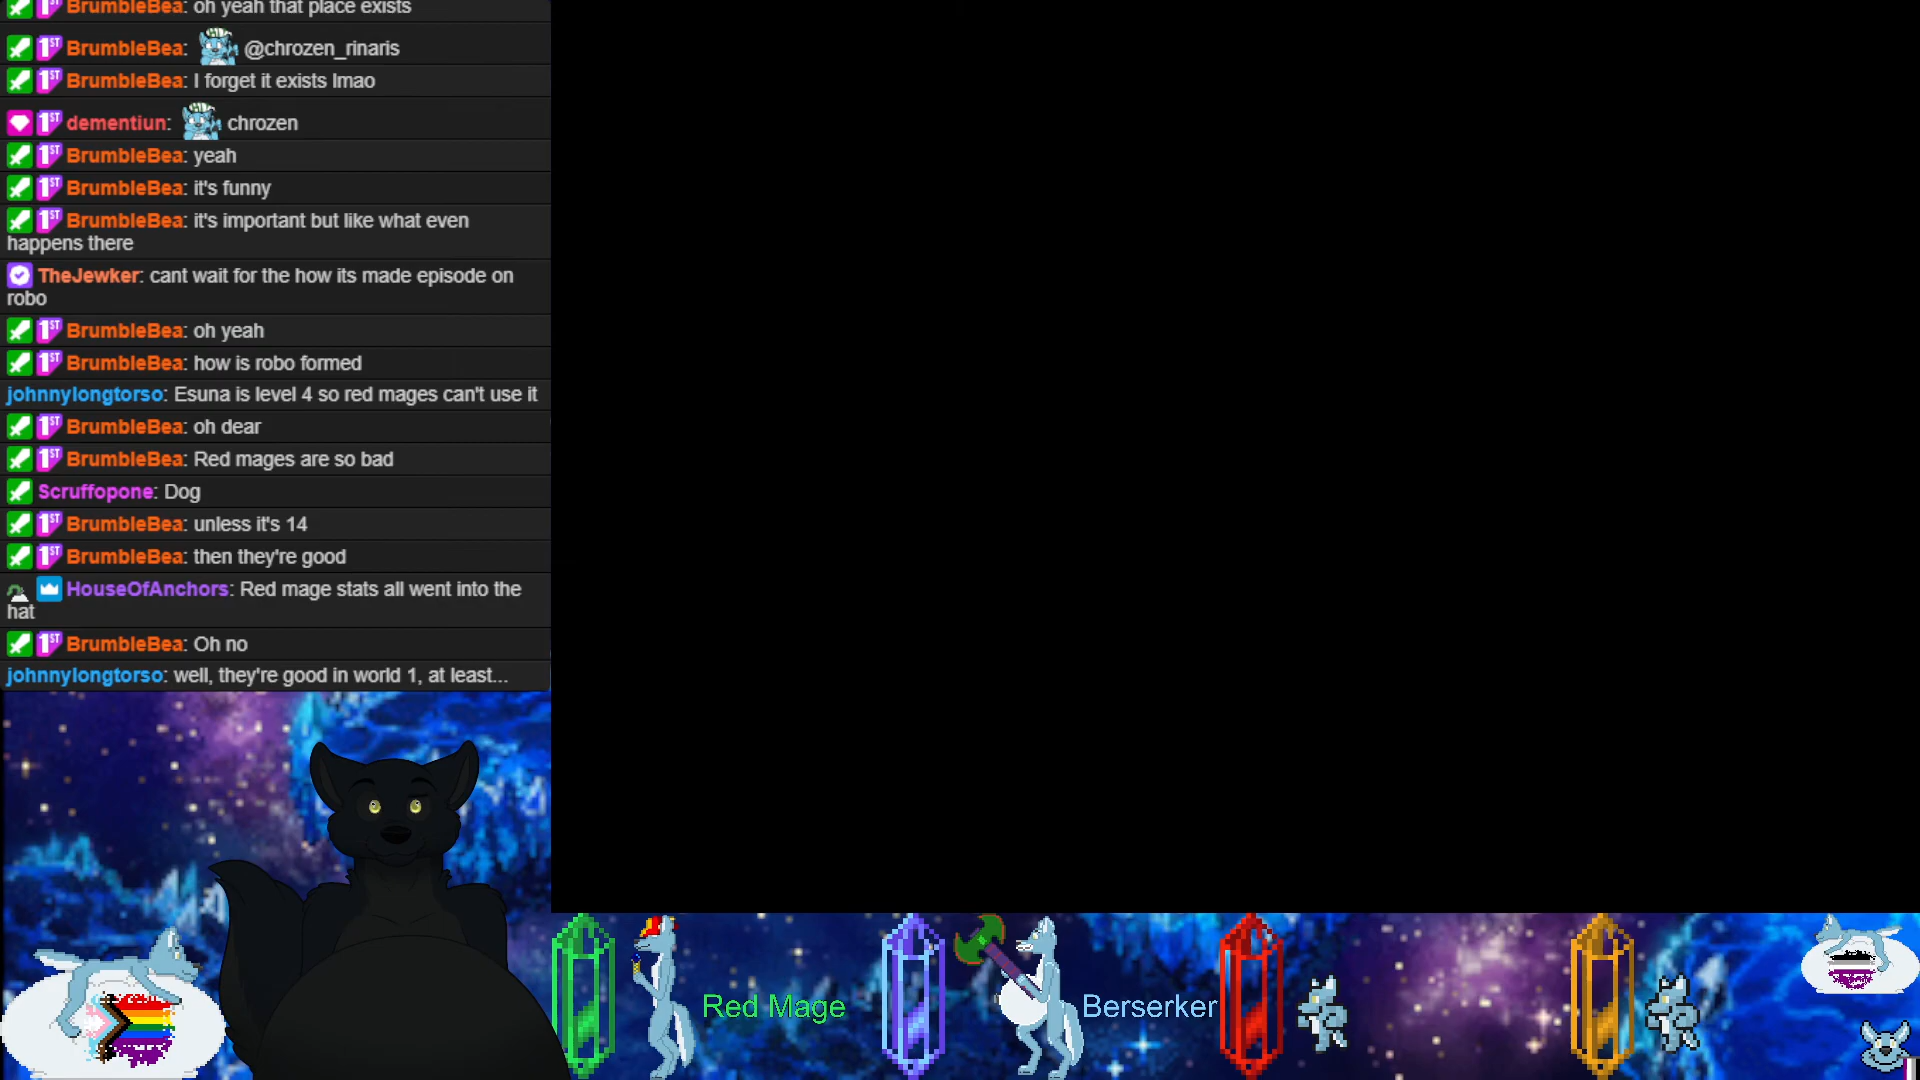 BrumbleBea: oh yeah that place exists
BrumbleBea: @chrozen_rinaris
BrumbleBea: I forget it exists lmao
dementiun: chrozen
BrumbleBea: yeah
BrumbleBea: it's funny
BrumbleBea: it's important but like what even
happens there
TheJewker: cant wait for the how its made episode on
robo
BrumbleBea: oh yeah
BrumbleBea: how is robo formed
johnnylongtorso: Esuna is level 4 so red mages can't use it
BrumbleBea: oh dear
BrumbleBea: Red mages are so bad
Scruffopone: Dog
BrumbleBea: unless it's 14
BrumbleBea: then they're good
HouseOfAnchors: Red mage stats all went into the
hat
BrumbleBea: Oh no
johnnylongtorso: well, they're good in world 1, at least...
Red Mage
Berserker